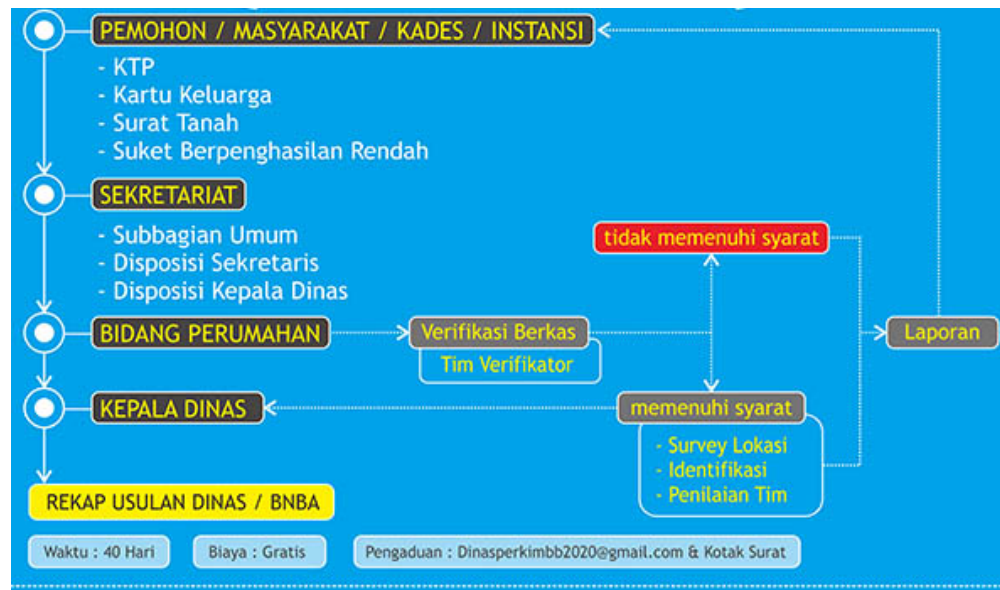 PEMOHON / MASYARAKAT / KADES / INSTANSI
- KTP
- Kartu Keluarga
- Surat Tanah
- Suket Berpenghasilan Rendah
SEKRETARIAT
- Subbagian Umum
- Disposisi Sekretaris
- Disposisi Kepala Dinas
tidak memenuhi syarat
BIDANG PERUMAHAN
Verifikasi Berkas
Tim Verifikator
Laporan
KEPALA DINAS
memenuhi syarat
- Survey Lokasi
- Identifikasi
- Penilaian Tim
REKAP USULAN DINAS / BNBA
Waktu : 40 Hari
Biaya : Gratis
Pengaduan : Dinasperkimbb2020@gmail.com & Kotak Surat